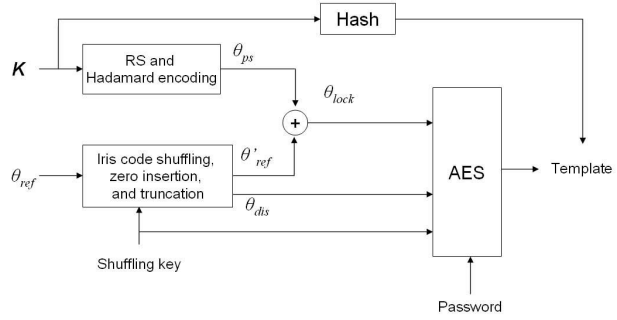 Hash
K
RS and
Hadamard encoding
θps
+
θlock
θref
Iris code shuffling,
zero insertion,
and truncation
θ'ref
θdis
AES
Template
Shuffling key
Password